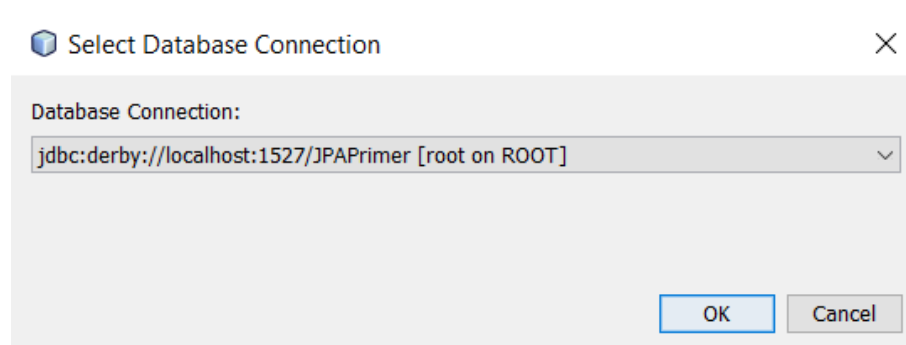 Select Database Connection
Database Connection:
jdbc:derby://localhost:1527/JPAPrimer [root on ROOT]
OK Cancel